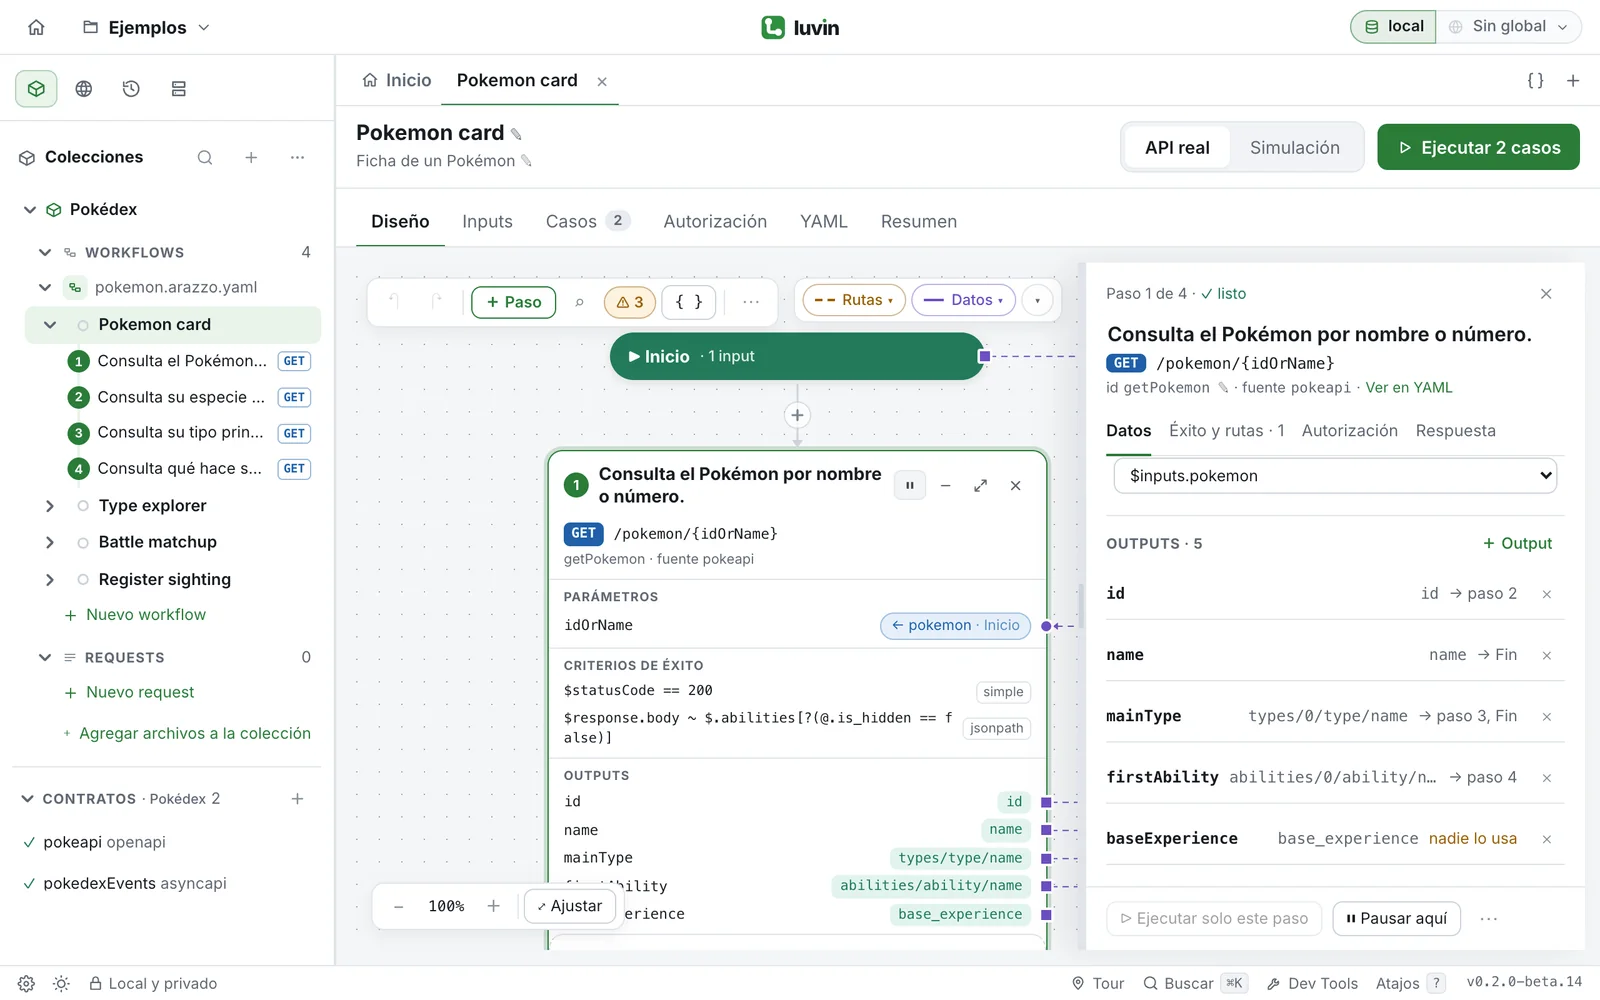 Ejemplos
luvin
local
Sin global
Inicio
Pokemon card
{}
Colecciones
Pokédex
WORKFLOWS 4
pokemon.arazzo.yaml
Pokemon card
1 Consulta el Pokémon... GET
2 Consulta su especie ... GET
3 Consulta su tipo prin... GET
4 Consulta qué hace s... GET
Type explorer
Battle matchup
Register sighting
+ Nuevo workflow
REQUESTS 0
+ Nuevo request
+ Agregar archivos a la colección
CONTRATOS · Pokédex 2
✓ pokeapi openapi
✓ pokedexEvents asyncapi
Pokemon card
Ficha de un Pokémon
API real
Simulación
Ejecutar 2 casos
Diseño
Inputs
Casos 2
Autorización
YAML
Resumen
+ Paso
3
{ }
...
Rutas
Datos
Inicio · 1 input
1 Consulta el Pokémon por nombre
o número.
GET /pokemon/{idOrName}
getPokemon · fuente pokeapi
PARÁMETROS
idOrName ← pokemon · Inicio
CRITERIOS DE ÉXITO
$statusCode == 200 simple
$response.body ~ $.abilities[?(@.is_hidden == f
alse)] jsonpath
OUTPUTS
id id
name name
mainType types/type/name
abilities/ability/name
erience base_experience
− 100% +
Ajustar
Paso 1 de 4 · ✓ listo
Consulta el Pokémon por nombre o número.
GET /pokemon/{idOrName}
id getPokemon · fuente pokeapi · Ver en YAML
Datos
Éxito y rutas · 1
Autorización
Respuesta
$inputs.pokemon
OUTPUTS · 5
+ Output
id id → paso 2 ×
name name → Fin ×
mainType types/0/type/name → paso 3, Fin ×
firstAbility abilities/0/ability/n... → paso 4 ×
baseExperience base_experience nadie lo usa ×
Ejecutar solo este paso
Pausar aquí
...
Local y privado
Tour
Buscar ⌘K
Dev Tools
Atajos ?
v0.2.0-beta.14